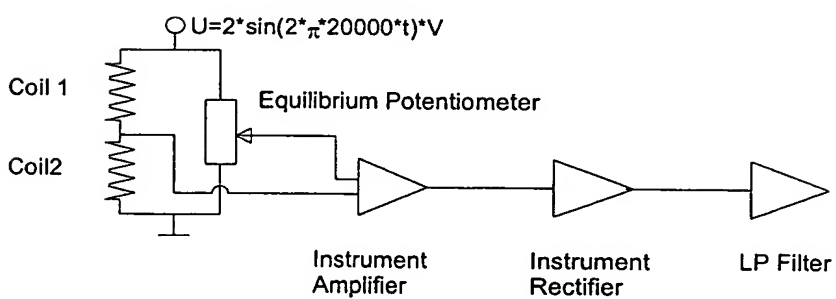 U=2*sin(2*π*20000*t)*V
Coil 1
Equilibrium Potentiometer
Coil2
Instrument
Amplifier
Instrument
Rectifier
LP Filter